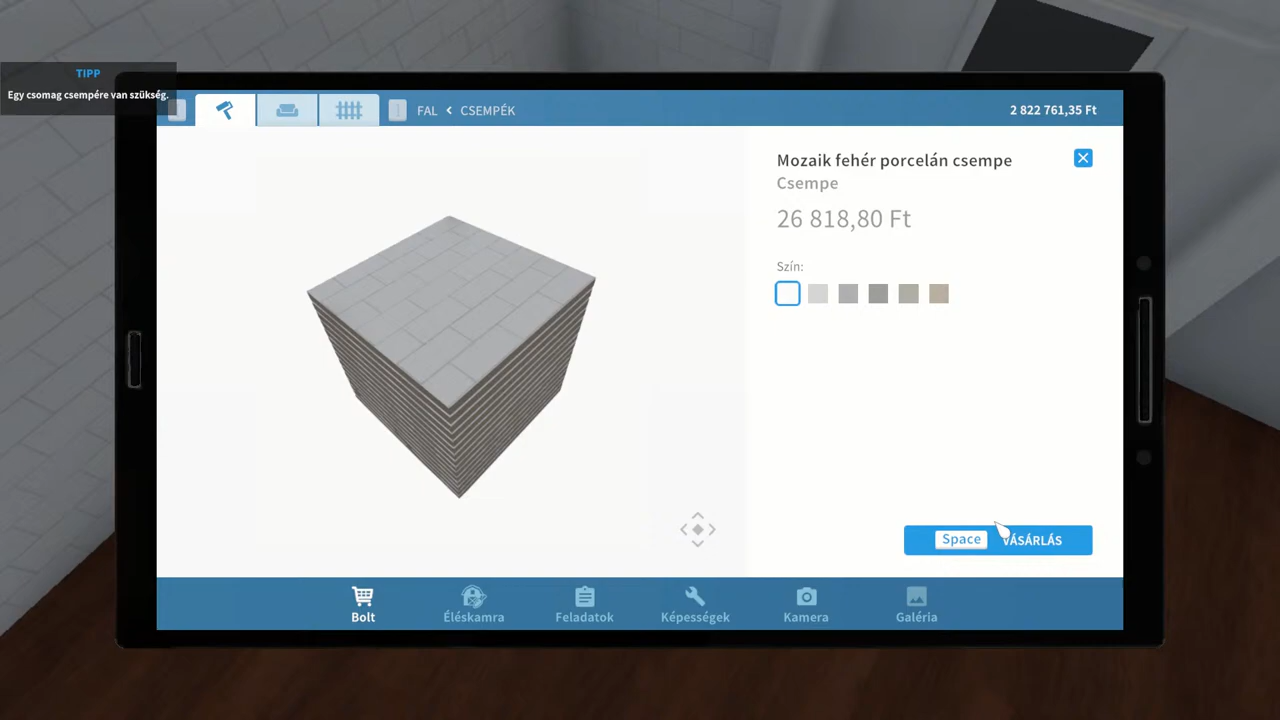 TIPP
Egy csomag csempére van szükség.
FAL < CSEMPÉK
2 822 761,35 Ft
Mozaik fehér porcelán csempe
Csempe
26 818,80 Ft
Szín:
Space VÁSÁRLÁS
Bolt
Éléskamra
Feladatok
Képességek
Kamera
Galéria